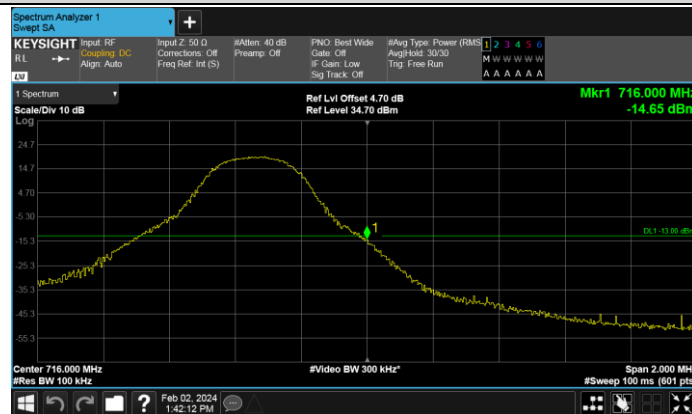 Spectrum Analyzer 1
Swept SA
+
KEYSIGHT
RL
LXI
Input: RF
Coupling: DC
Align: Auto
Input Z: 50 Ω
Corrections: Off
Freq Ref: Int (S)
#Atten: 40 dB
Preamp: Off
PNO: Best Wide
Gate: Off
IF Gain: Low
Sig Track: Off
#Avg Type: Power (RMS
Avg|Hold: 30/30
Trig: Free Run
1 2 3 4 5 6
M W W W W W
A A A A A A
1 Spectrum
Scale/Div 10 dB
Log
Ref Lvl Offset 4.70 dB
Ref Level 34.70 dBm
Mkr1 716.000 MHz
-14.65 dBm
24.7
14.7
4.70
-5.30
-15.3
-25.3
-35.3
-45.3
-55.3
1
DL1 -13.00 dBm
Center 716.000 MHz
#Res BW 100 kHz
#Video BW 300 kHz*
Span 2.000 MHz
#Sweep 100 ms (601 pts)
?
Feb 02, 2024
1:42:12 PM